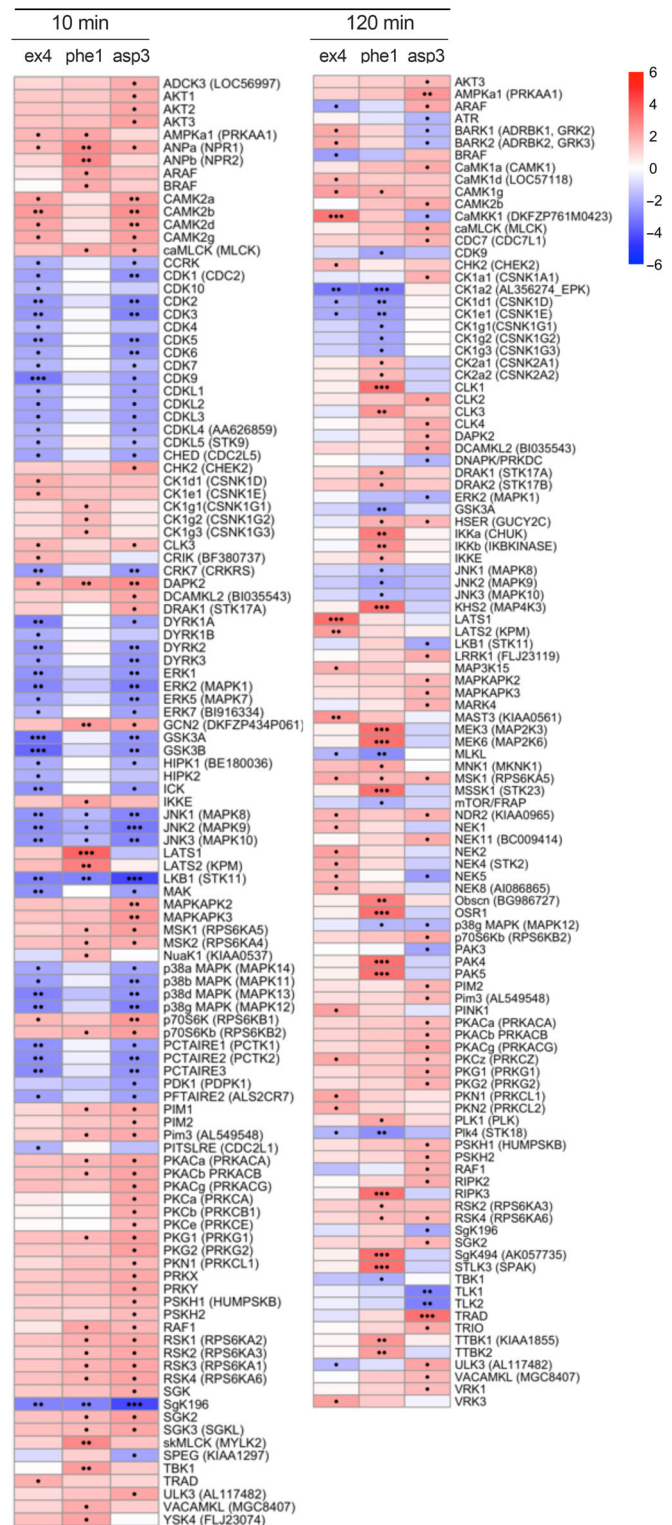 10 min
ex4 phe1 asp3
ADCK3 (LOC56997)
AKT1
AKT2
AKT3
AMPKa1 (PRKAA1)
ANPa (NPR1)
ANPb (NPR2)
ARAF
BRAF
CAMK2a
CAMK2b
CAMK2d
CAMK2g
caMLCK (MLCK)
CCRK
CDK1 (CDC2)
CDK10
CDK2
CDK3
CDK4
CDK5
CDK6
CDK7
CDK9
CDKL1
CDKL2
CDKL3
CDKL4 (AA626859)
CDKL5 (STK9)
CHED (CDC2L5)
CHK2 (CHEK2)
CK1d1 (CSNK1D)
CK1e1 (CSNK1E)
CK1g1(CSNK1G1)
CK1g2 (CSNK1G2)
CK1g3 (CSNK1G3)
CLK3
CRIK (BF380737)
CRK7 (CRKRS)
DAPK2
DCAMKL2 (BI035543)
DRAK1 (STK17A)
DYRK1A
DYRK1B
DYRK2
DYRK3
ERK1
ERK2 (MAPK1)
ERK5 (MAPK7)
ERK7 (BI916334)
GCN2 (DKFZP434P061)
GSK3A
GSK3B
HIPK1 (BE180036)
HIPK2
ICK
IKKE
JNK1 (MAPK8)
JNK2 (MAPK9)
JNK3 (MAPK10)
LATS1
LATS2 (KPM)
LKB1 (STK11)
MAK
MAPKAPK2
MAPKAPK3
MSK1 (RPS6KA5)
MSK2 (RPS6KA4)
NuaK1 (KIAA0537)
p38a MAPK (MAPK14)
p38b MAPK (MAPK11)
p38d MAPK (MAPK13)
p38g MAPK (MAPK12)
p70S6K (RPS6KB1)
p70S6Kb (RPS6KB2)
PCTAIRE1 (PCTK1)
PCTAIRE2 (PCTK2)
PCTAIRE3
PDK1 (PDPK1)
PFTAIRE2 (ALS2CR7)
PIM1
PIM2
Pim3 (AL549548)
PITSLRE (CDC2L1)
PKACa (PRKACA)
PKACb PRKACB
PKACg (PRKACG)
PKCa (PRKCA)
PKCb (PRKCB1)
PKCe (PRKCE)
PKG1 (PRKG1)
PKG2 (PRKG2)
PKN1 (PRKCL1)
PRKX
PRKY
PSKH1 (HUMPSKB)
PSKH2
RAF1
RSK1 (RPS6KA2)
RSK2 (RPS6KA3)
RSK3 (RPS6KA1)
RSK4 (RPS6KA6)
SGK
SgK196
SGK2
SGK3 (SGKL)
skMLCK (MYLK2)
SPEG (KIAA1297)
TBK1
TRAD
ULK3 (AL117482)
VACAMKL (MGC8407)
YSK4 (FLJ23074)
120 min
ex4 phe1 asp3
AKT3
AMPKa1 (PRKAA1)
ARAF
ATR
BARK1 (ADRBK1, GRK2)
BARK2 (ADRBK2, GRK3)
BRAF
CaMK1a (CAMK1)
CaMK1d (LOC57118)
CAMK1g
CAMK2b
CaMKK1 (DKFZP761M0423)
caMLCK (MLCK)
CDC7 (CDC7L1)
CDK9
CHK2 (CHEK2)
CK1a1 (CSNK1A1)
CK1a2 (AL356274_EPK)
CK1d1 (CSNK1D)
CK1e1 (CSNK1E)
CK1g1(CSNK1G1)
CK1g2 (CSNK1G2)
CK1g3 (CSNK1G3)
CK2a1 (CSNK2A1)
CK2a2 (CSNK2A2)
CLK1
CLK2
CLK3
CLK4
DAPK2
DCAMKL2 (BI035543)
DNAPK/PRKDC
DRAK1 (STK17A)
DRAK2 (STK17B)
ERK2 (MAPK1)
GSK3A
HSER (GUCY2C)
IKKa (CHUK)
IKKb (IKBKINASE)
IKKE
JNK1 (MAPK8)
JNK2 (MAPK9)
JNK3 (MAPK10)
KHS2 (MAP4K3)
LATS1
LATS2 (KPM)
LKB1 (STK11)
LRRK1 (FLJ23119)
MAP3K15
MAPKAPK2
MAPKAPK3
MARK4
MAST3 (KIAA0561)
MEK3 (MAP2K3)
MEK6 (MAP2K6)
MLKL
MNK1 (MKNK1)
MSK1 (RPS6KA5)
MSSK1 (STK23)
mTOR/FRAP
NDR2 (KIAA0965)
NEK1
NEK11 (BC009414)
NEK2
NEK4 (STK2)
NEK5
NEK8 (AI086865)
Obscn (BG986727)
OSR1
p38g MAPK (MAPK12)
p70S6Kb (RPS6KB2)
PAK3
PAK4
PAK5
PIM2
Pim3 (AL549548)
PINK1
PKACa (PRKACA)
PKACb PRKACB
PKACg (PRKACG)
PKCz (PRKCZ)
PKG1 (PRKG1)
PKG2 (PRKG2)
PKN1 (PRKCL1)
PKN2 (PRKCL2)
PLK1 (PLK)
Plk4 (STK18)
PSKH1 (HUMPSKB)
PSKH2
RAF1
RIPK2
RIPK3
RSK2 (RPS6KA3)
RSK4 (RPS6KA6)
SgK196
SGK2
SgK494 (AK057735)
STLK3 (SPAK)
TBK1
TLK1
TLK2
TRAD
TRIO
TTBK1 (KIAA1855)
TTBK2
ULK3 (AL117482)
VACAMKL (MGC8407)
VRK1
VRK3
6
4
2
0
−2
−4
−6